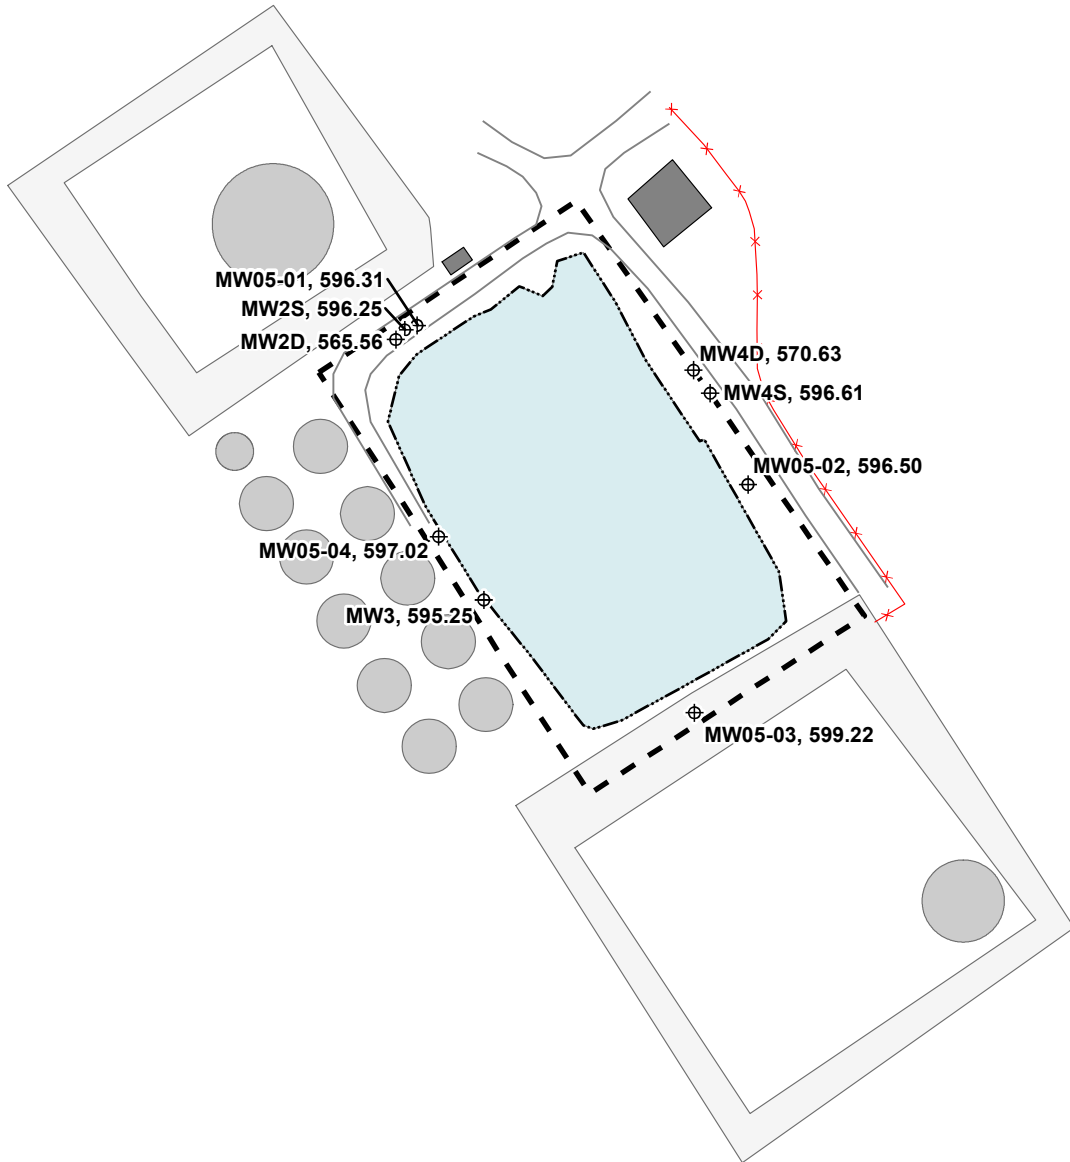 MW05-01, 596.31
MW2S, 596.25
MW2D, 565.56
MW4D, 570.63
MW4S, 596.61
MW05-02, 596.50
MW05-04, 597.02
MW3, 595.25
MW05-03, 599.22